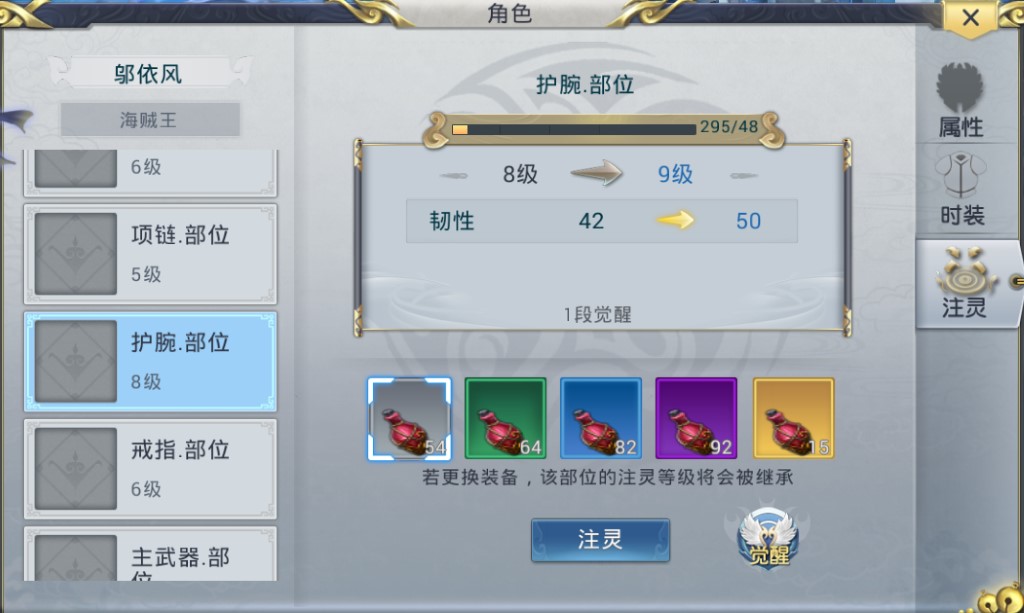 角色
邬依风
海贼王
6级
项链.部位
5级
护腕.部位
8级
戒指.部位
6级
主武器.部
位
护腕.部位
295/48
8级
9级
韧性 42 50
1段觉醒
54 64 82 92 15
若更换装备，该部位的注灵等级将会被继承
注灵
觉醒
属性
时装
注灵